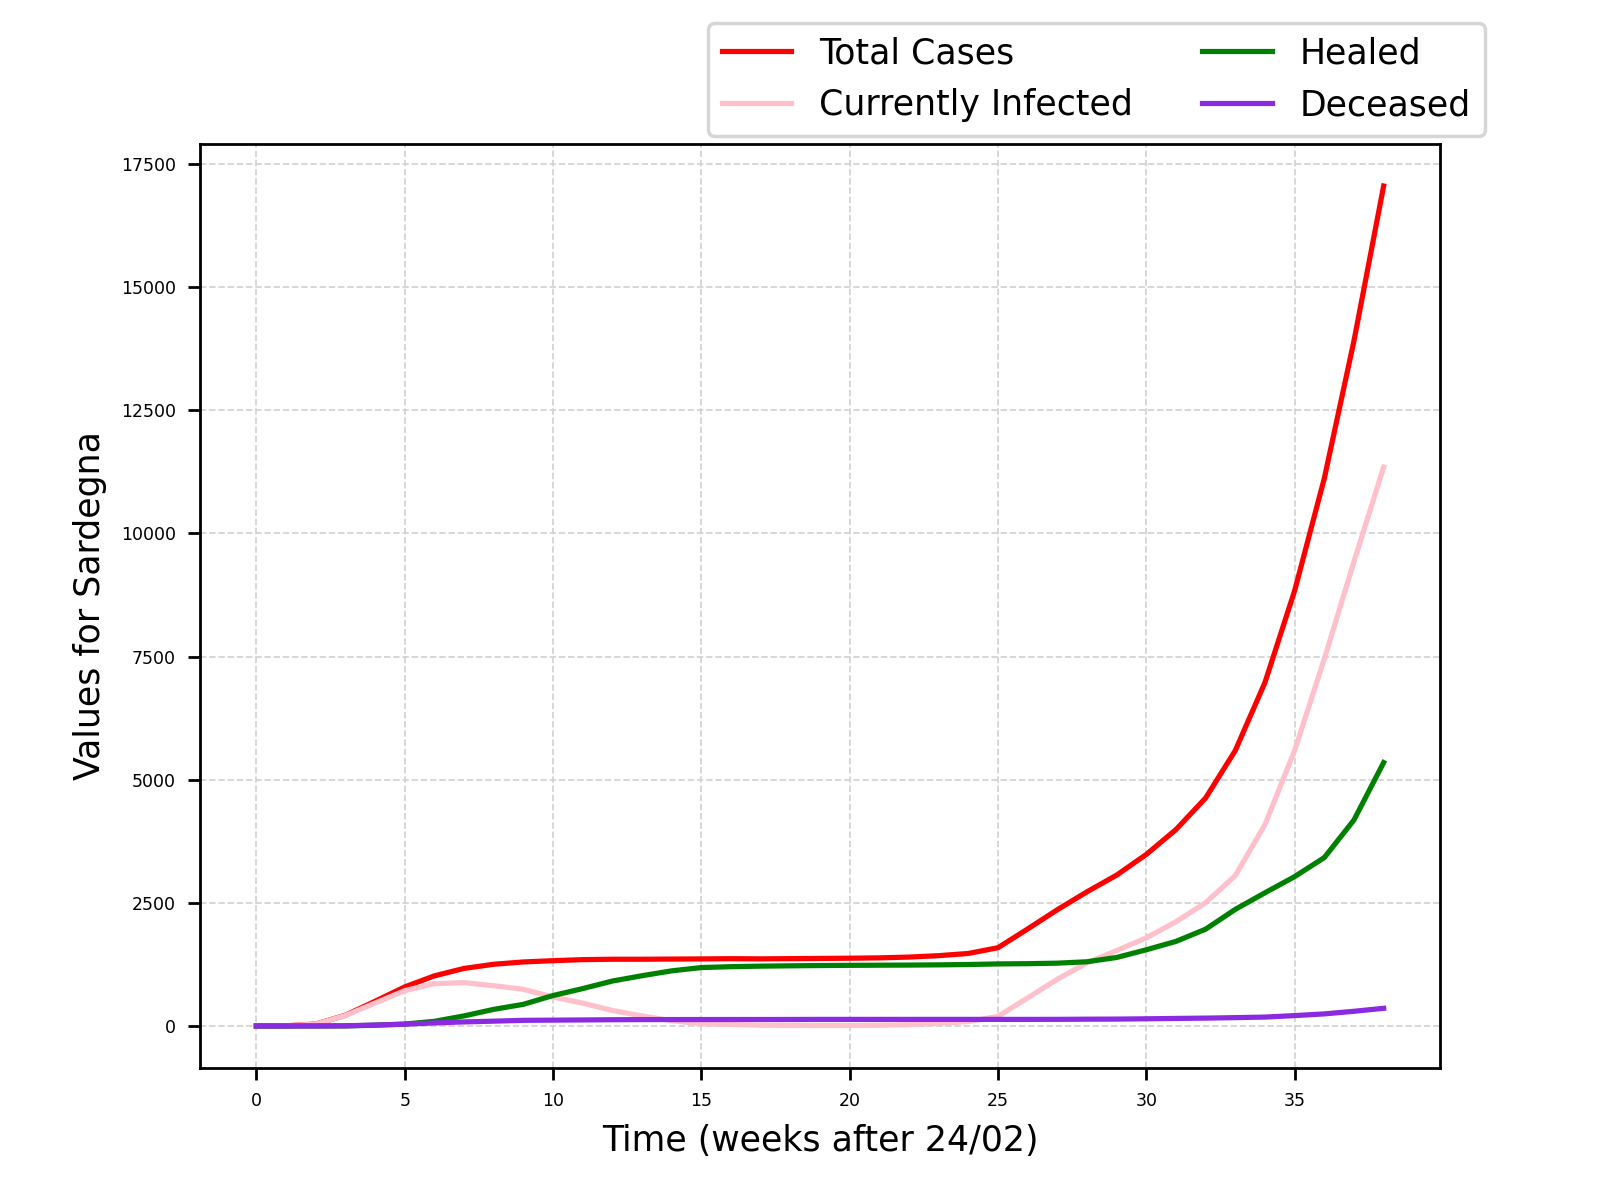 Total Cases
Currently Infected
Healed
Deceased
17500
15000
12500
10000
7500
5000
2500
0
Values for Sardegna
0 5 10 15 20 25 30 35
Time (weeks after 24/02)